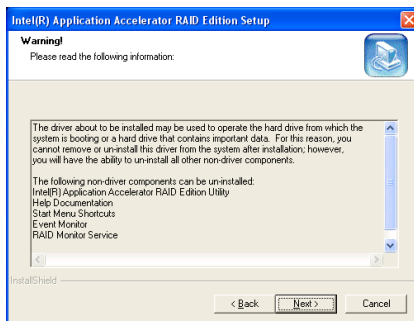 Intel(R) Application Accelerator RAID Edition Setup
Warning!
Please read the following information:
The driver about to be installed may be used to operate the hard drive from which the
system is booting or a hard drive that contains important data. For this reason, you
cannot remove or un-install this driver from the system after installation; however,
you will have the ability to un-install all other non-driver components.
The following non-driver components can be un-installed:
Intel(R) Application Accelerator RAID Edition Utility
Help Documentation
Start Menu Shortcuts
Event Monitor
RAID Monitor Service
InstallShield
< Back
Next >
Cancel